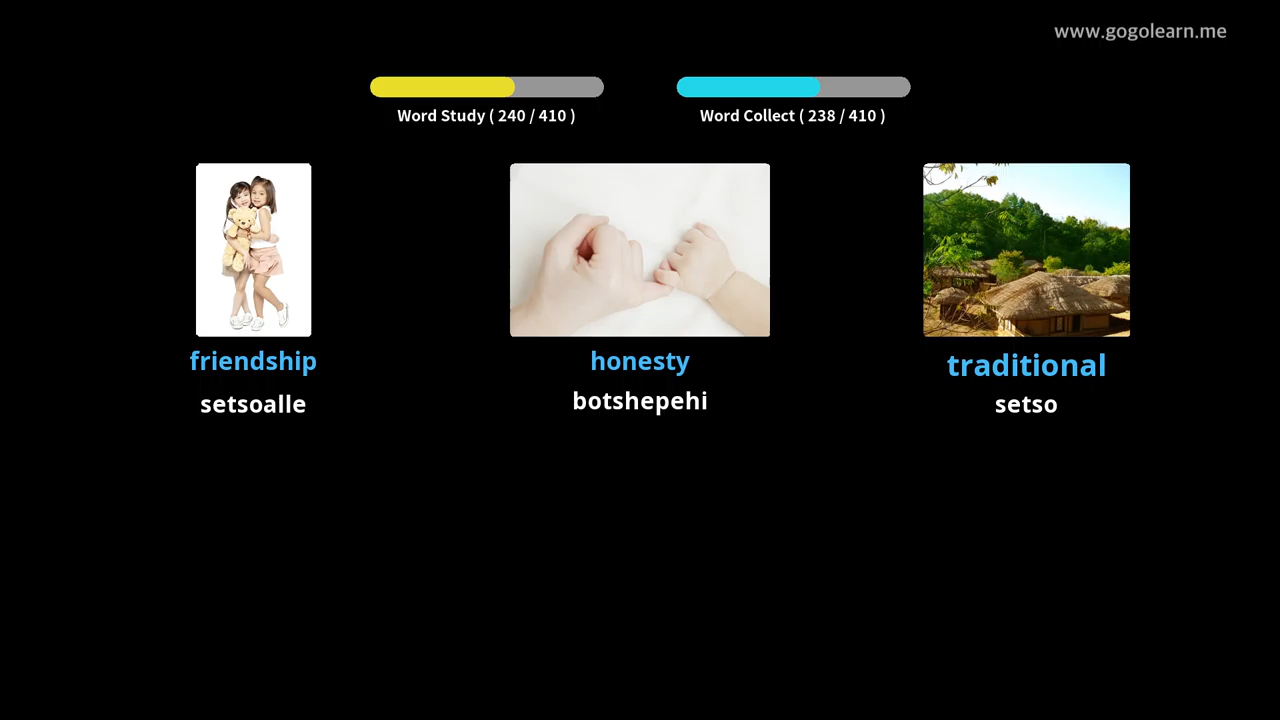 www.gogolearn.me
Word Study ( 240 / 410 )
Word Collect ( 238 / 410 )
friendship
setsoalle
honesty
botshepehi
traditional
setso